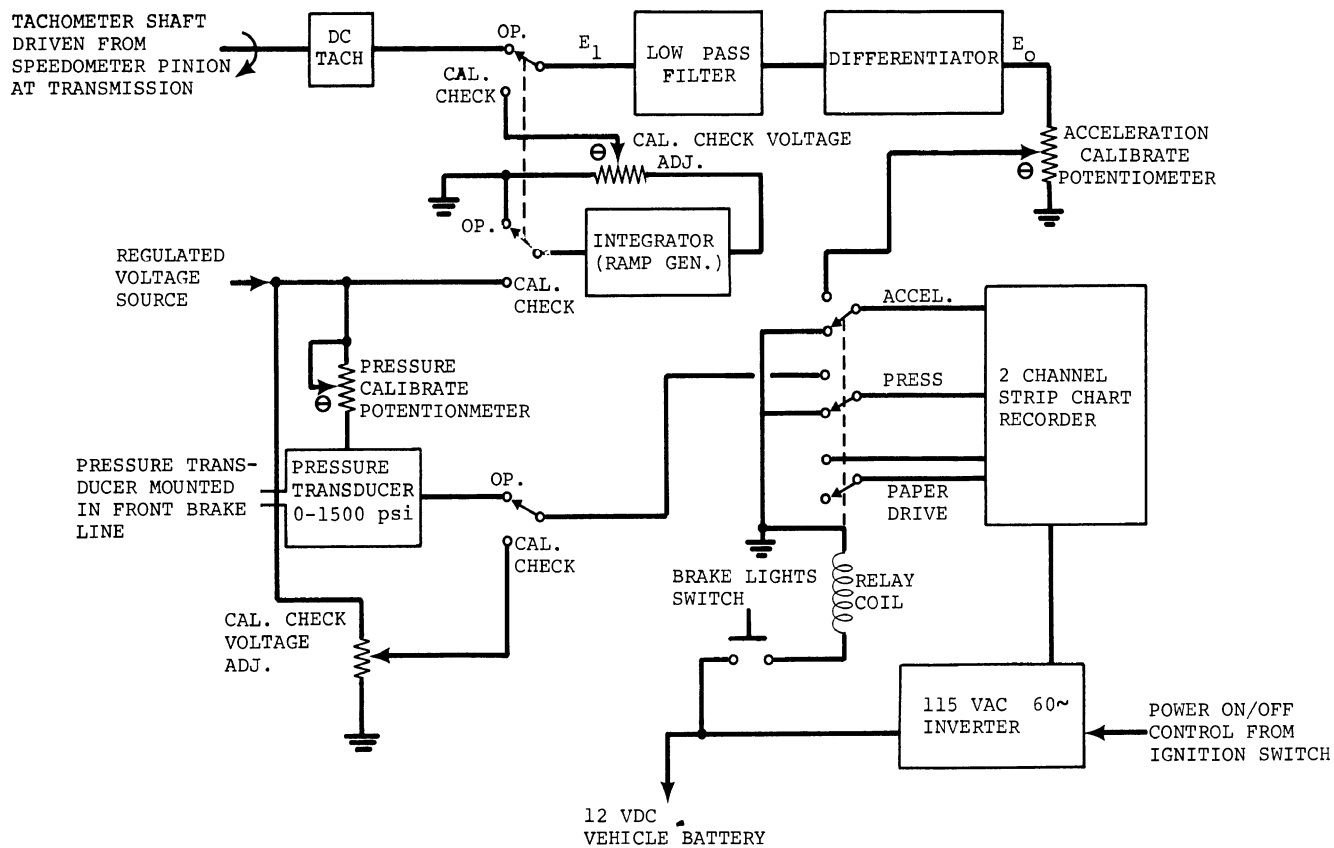 TACHOMETER SHAFT
DRIVEN FROM
SPEEDOMETER PINION
AT TRANSMISSION
DC
TACH
OP.
E1
LOW PASS
FILTER
DIFFERENTIATOR
Eo
CAL.
CHECK
CAL. CHECK VOLTAGE
ADJ.
Θ
ACCELERATION
CALIBRATE
POTENTIOMETER
Θ
OP.
INTEGRATOR
(RAMP GEN.)
REGULATED
VOLTAGE
SOURCE
CAL.
CHECK
ACCEL.
PRESSURE
CALIBRATE
POTENTIONMETER
Θ
PRESS
2 CHANNEL
STRIP CHART
RECORDER
PRESSURE TRANS-
DUCER MOUNTED
IN FRONT BRAKE
LINE
PRESSURE
TRANSDUCER
0-1500 psi
OP.
PAPER
DRIVE
CAL.
CHECK
BRAKE LIGHTS
SWITCH
RELAY
COIL
CAL. CHECK
VOLTAGE
ADJ.
115 VAC 60~
INVERTER
POWER ON/OFF
CONTROL FROM
IGNITION SWITCH
12 VDC
VEHICLE BATTERY